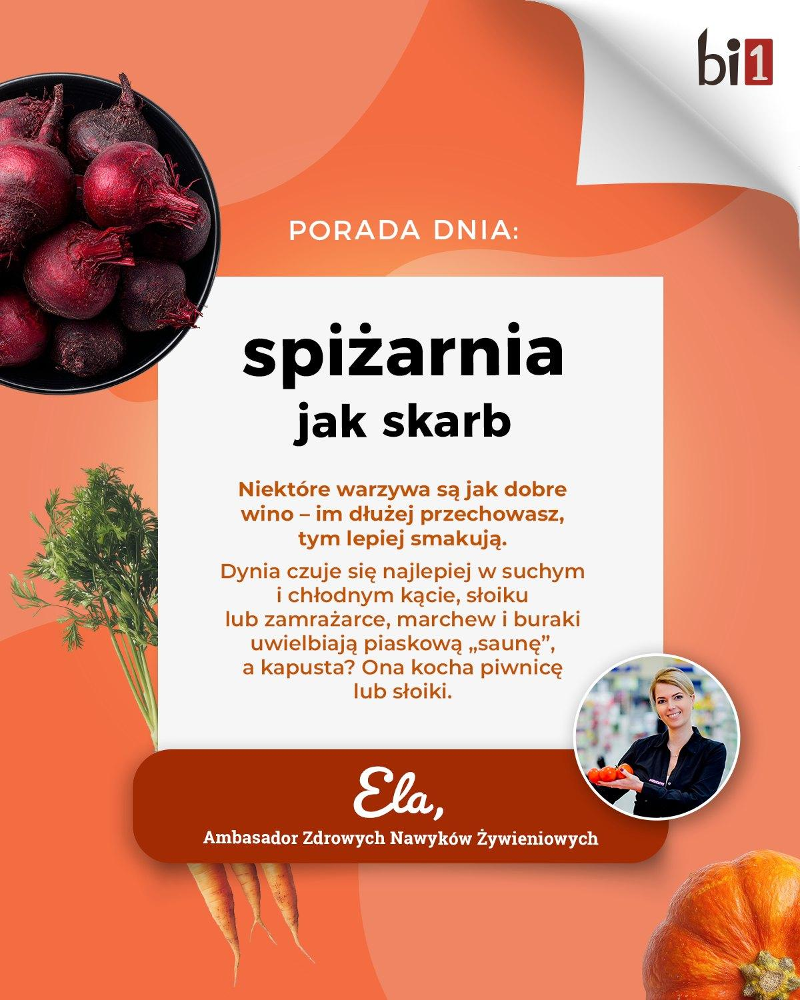 bi1
PORADA DNIA:
spiżarnia
jak skarb
Niektóre warzywa są jak dobre
wino – im dłużej przechowasz,
tym lepiej smakują.
Dynia czuje się najlepiej w suchym
i chłodnym kącie, słoiku
lub zamrażarce, marchew i buraki
uwielbiają piaskową „saunę”,
a kapusta? Ona kocha piwnicę
lub słoiki.
Ela,
Ambasador Zdrowych Nawyków Żywieniowych